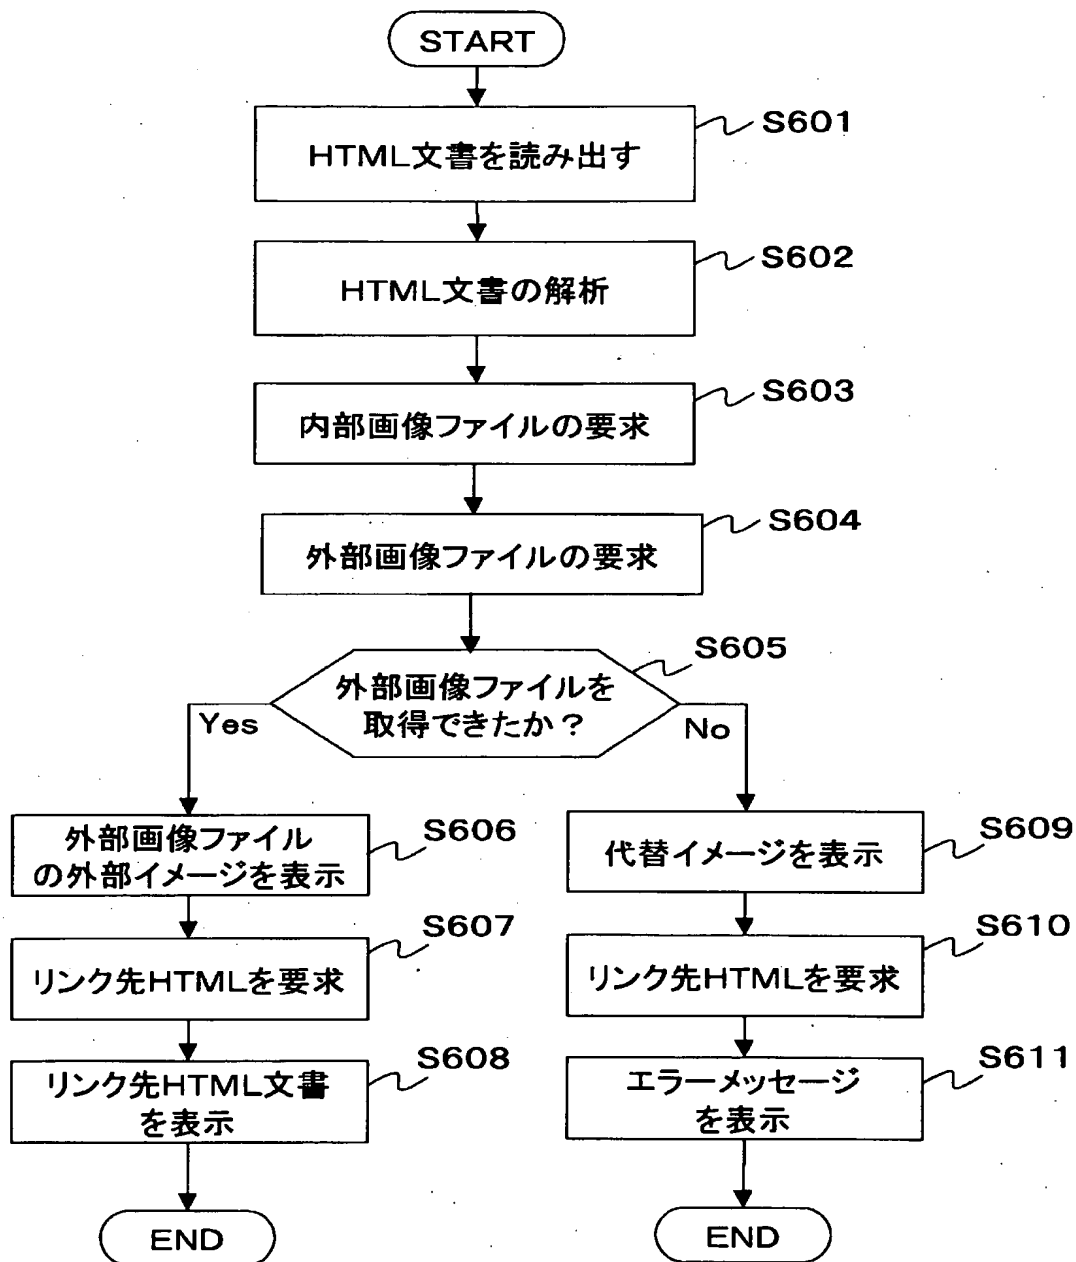 START
HTML文書を読み出す
S601
HTML文書の解析
S602
内部画像ファイルの要求
S603
外部画像ファイルの要求
S604
外部画像ファイルを
取得できたか？
S605
Yes
No
外部画像ファイル
の外部イメージを表示
S606
リンク先HTMLを要求
S607
リンク先HTML文書
を表示
S608
END
代替イメージを表示
S609
リンク先HTMLを要求
S610
エラーメッセージ
を表示
S611
END